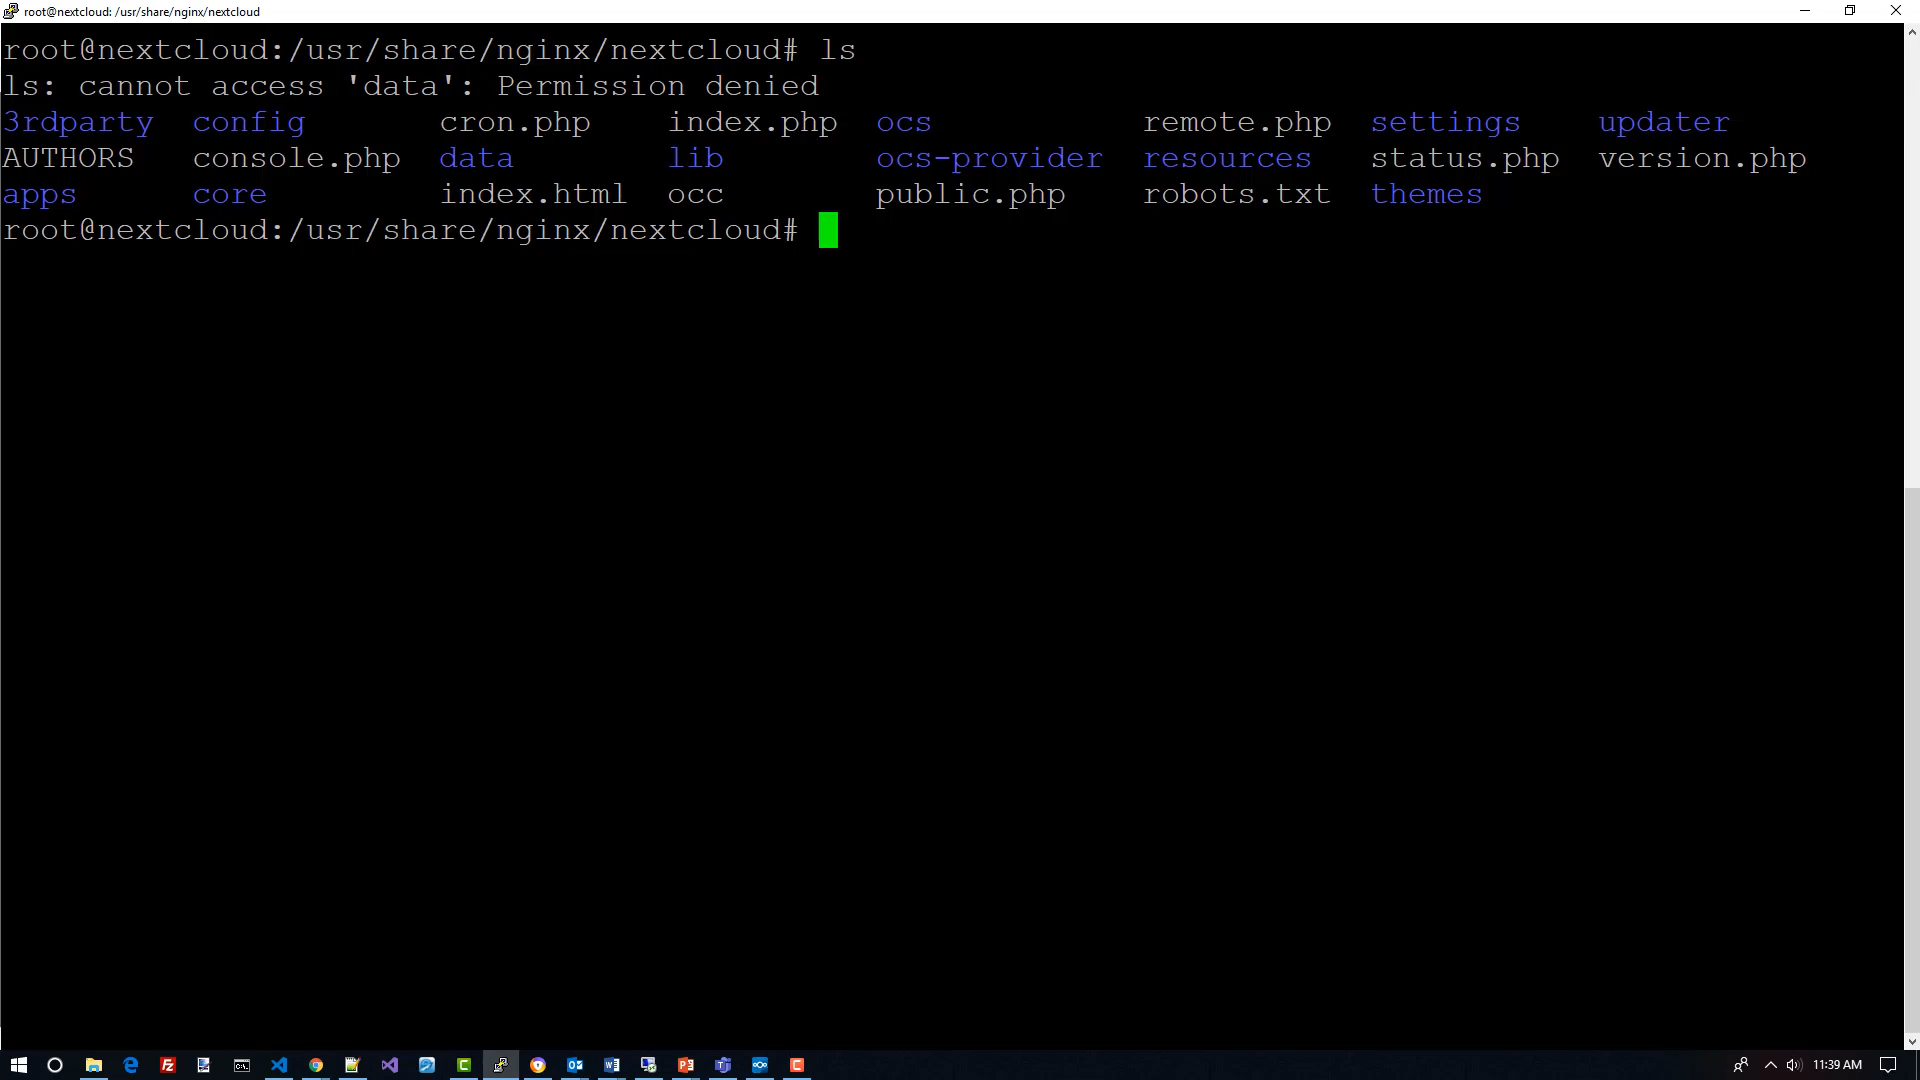 root@nextcloud: /usr/share/nginx/nextcloud
root@nextcloud:/usr/share/nginx/nextcloud# ls
ls: cannot access 'data': Permission denied
3rdparty config cron.php index.php ocs remote.php settings updater
AUTHORS console.php data lib ocs-provider resources status.php version.php
apps core index.html occ public.php robots.txt themes
root@nextcloud:/usr/share/nginx/nextcloud#
11:39 AM